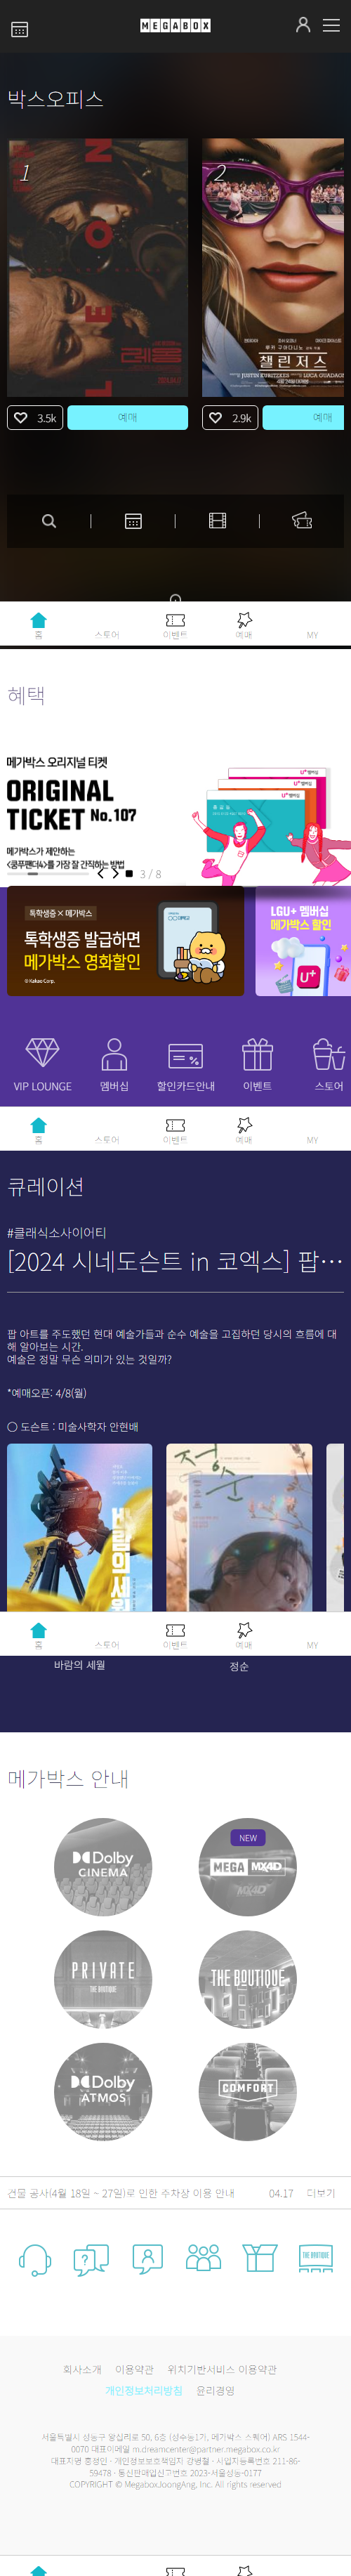 MEGABOX
박스오피스
1
2
LEON
레옹
챌린저스
3.5k
예매
2.9k
예매
홈
스토어
이벤트
예매
MY
혜택
메가박스 오리지널 티켓
ORIGINAL
TICKET No.107
메가박스가 제안하는
<쿵푸팬더4>를 가장 잘 간직하는 방법
3 / 8
톡학생증 × 메가박스
톡학생증 발급하면
메가박스 영화할인
© Kakao Corp.
LGU+ 멤버십
메가박스 할인
VIP LOUNGE
멤버십
할인카드안내
이벤트
스토어
홈
스토어
이벤트
예매
MY
큐레이션
#클래식소사이어티
[2024 시네도슨트 in 코엑스] 팝…
팝 아트를 주도했던 현대 예술가들과 순수 예술을 고집하던 당시의 흐름에 대
해 알아보는 시간.
예술은 정말 무슨 의미가 있는 것일까?
*예매오픈: 4/8(월)
○ 도슨트 : 미술사학자 안현배
바람의 세월
정순
홈
스토어
이벤트
예매
MY
바람의 세월
정순
메가박스 안내
Dolby
CINEMA
NEW
MEGA MX4D
PRIVATE
THE BOUTIQUE
THE BOUTIQUE
Dolby
ATMOS
COMFORT
건물 공사(4월 18일 ~ 27일)로 인한 주차장 이용 안내
04.17
더보기
THE BOUTIQUE
회사소개
이용약관
위치기반서비스 이용약관
개인정보처리방침
윤리경영
서울특별시 성동구 왕십리로 50, 6층 (성수동1가, 메가박스 스퀘어) ARS 1544-
0070 대표이메일 m.dreamcenter@partner.megabox.co.kr
대표자명 홍정인 · 개인정보보호책임자 강병철 · 사업자등록번호 211-86-
59478 · 통신판매업신고번호 2023-서울성동-0177
COPYRIGHT © MegaboxJoongAng, Inc. All rights reserved